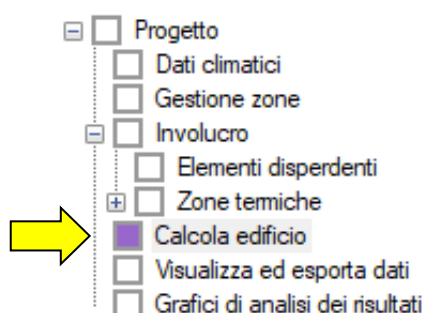 Progetto
Dati climatici
Gestione zone
Involucro
Elementi disperdenti
Zone termiche
Calcola edificio
Visualizza ed esporta dati
Grafici di analisi dei risultati